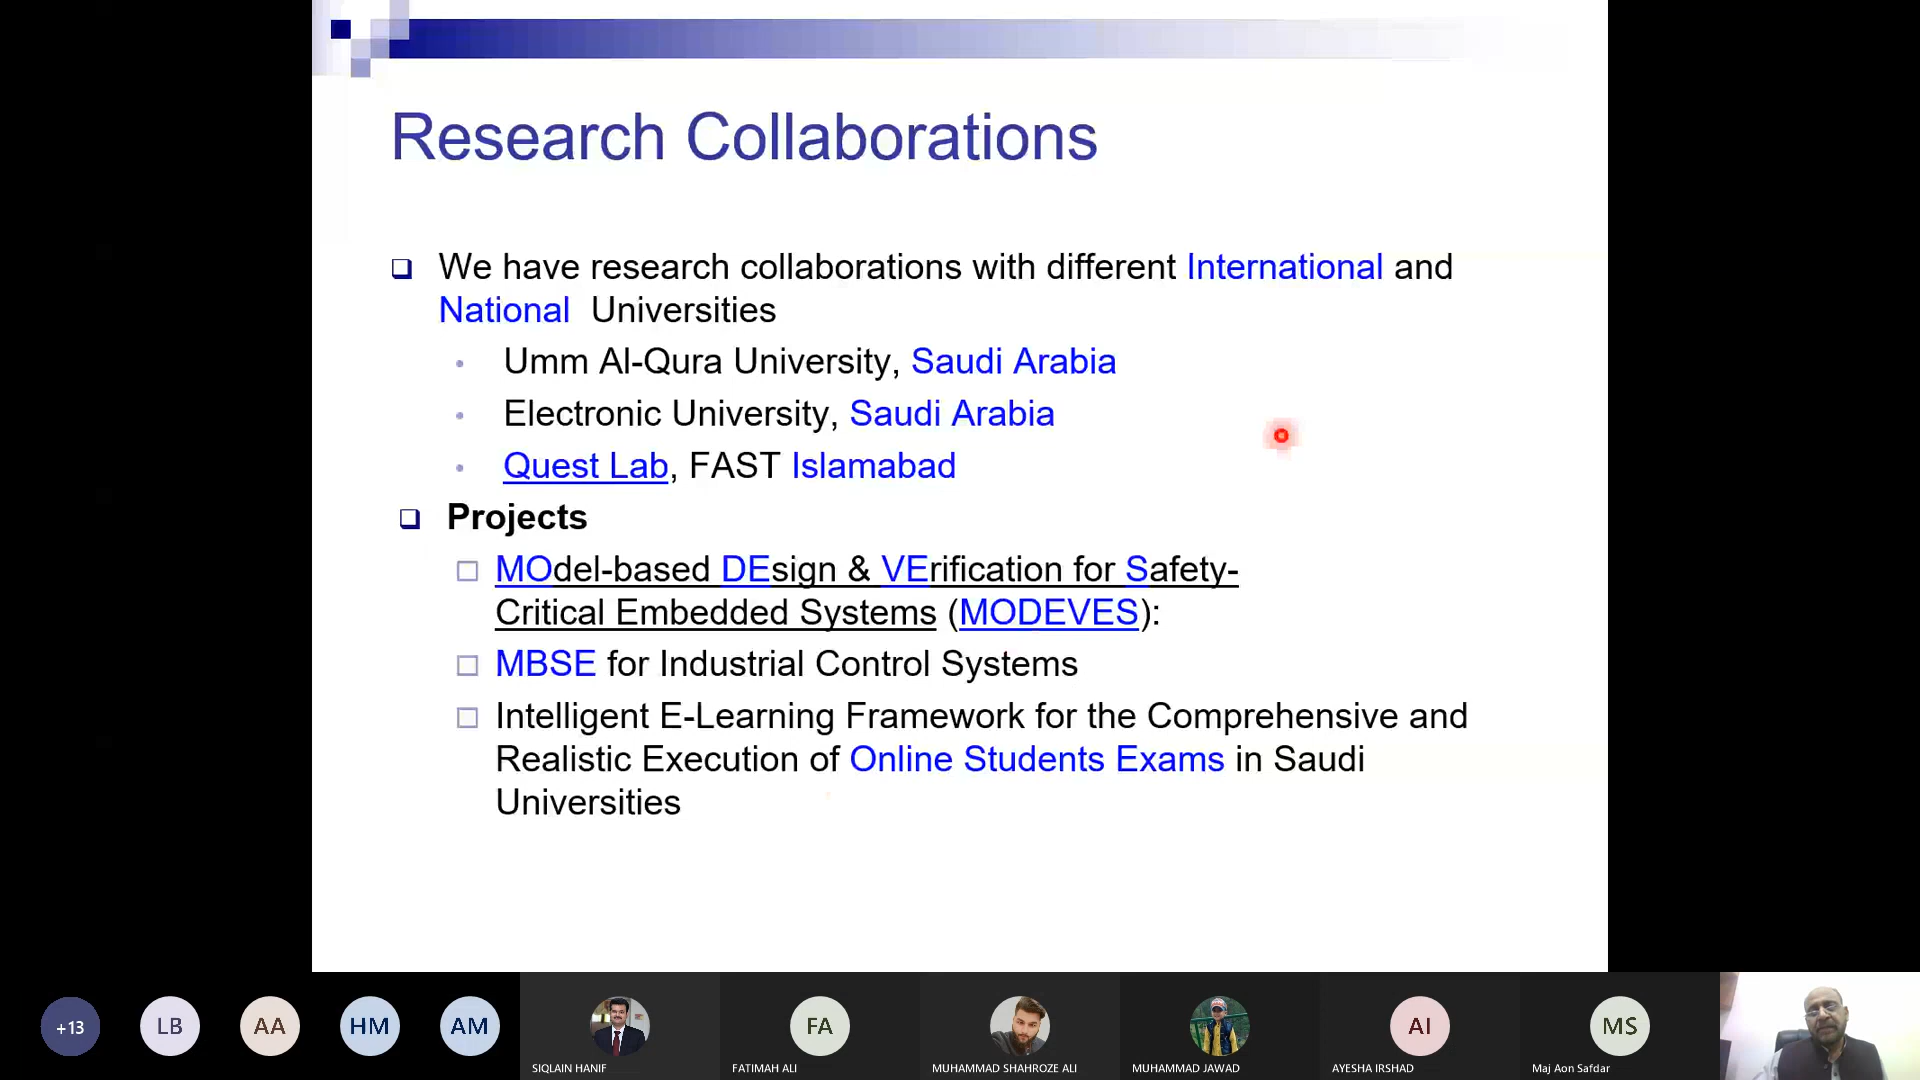 Research Collaborations
We have research collaborations with different International and
National Universities
Umm Al-Qura University, Saudi Arabia
Electronic University, Saudi Arabia
Quest Lab, FAST Islamabad
Projects
MOdel-based DEsign & VErification for Safety-
Critical Embedded Systems (MODEVES):
MBSE for Industrial Control Systems
Intelligent E-Learning Framework for the Comprehensive and
Realistic Execution of Online Students Exams in Saudi
Universities
+13
LB
AA
HM
AM
FA
AI
MS
SIQLAIN HANIF
FATIMAH ALI
MUHAMMAD SHAHROZE ALI
MUHAMMAD JAWAD
AYESHA IRSHAD
Maj Aon Safdar